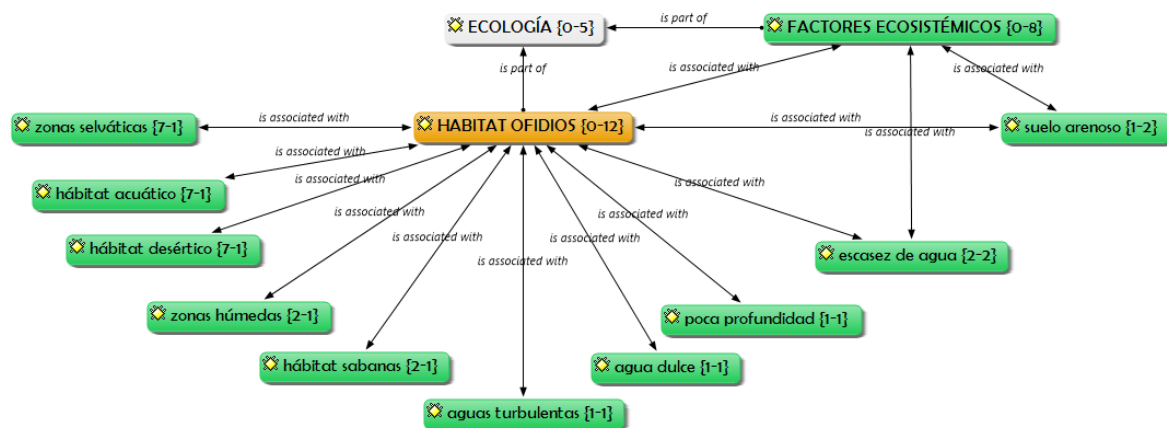 ECOLOGÍA {0-5}
is part of
FACTORES ECOSISTÉMICOS {0-8}
is part of
is associated with
is associated with
zonas selváticas {7-1}
is associated with
HABITAT OFIDIOS {0-12}
is associated with
is associated with
suelo arenoso {1-2}
is associated with
hábitat acuático {7-1}
is associated with
is associated with
is associated with
is associated with
is associated with
hábitat desértico {7-1}
is associated with
escasez de agua {2-2}
zonas húmedas {2-1}
poca profundidad {1-1}
hábitat sabanas {2-1}
agua dulce {1-1}
aguas turbulentas {1-1}